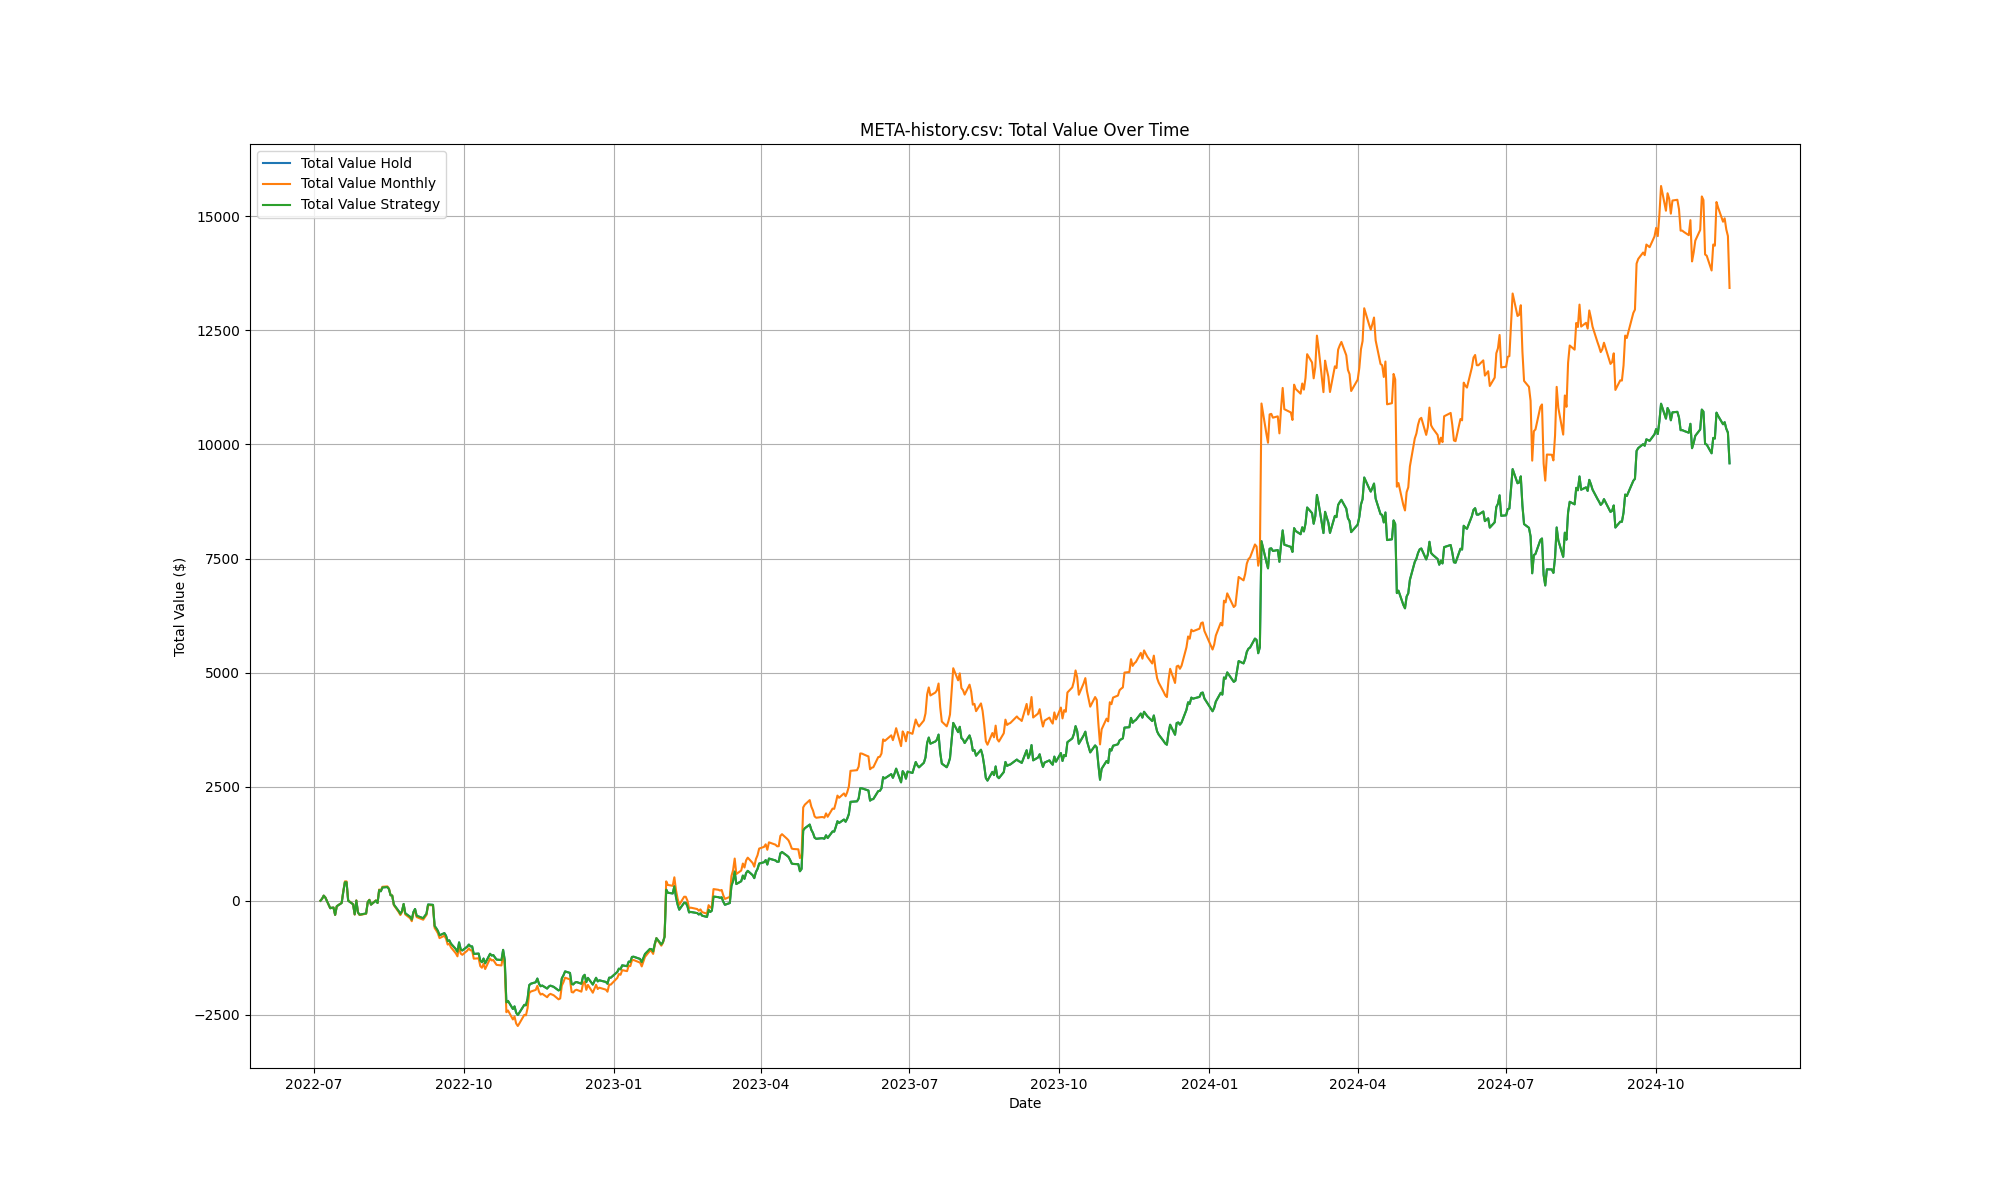 META-history.csv: Total Value Over Time
Total Value Hold
Total Value Monthly
Total Value Strategy
Total Value ($)
15000
12500
10000
7500
5000
2500
0
−2500
2022-07 2022-10 2023-01 2023-04 2023-07 2023-10 2024-01 2024-04 2024-07 2024-10
Date